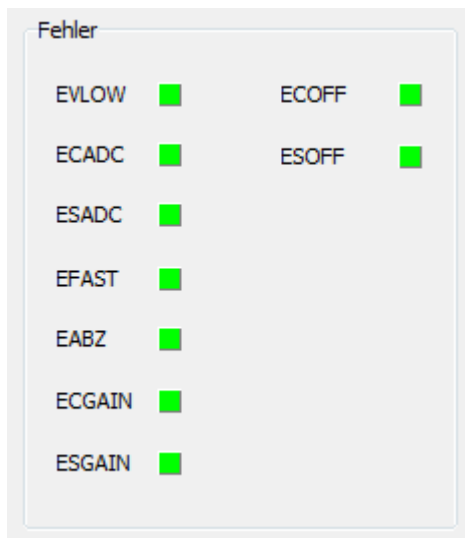 Fehler
EVLOW ECOFF
ECADC ESOFF
ESADC
EFAST
EABZ
ECGAIN
ESGAIN